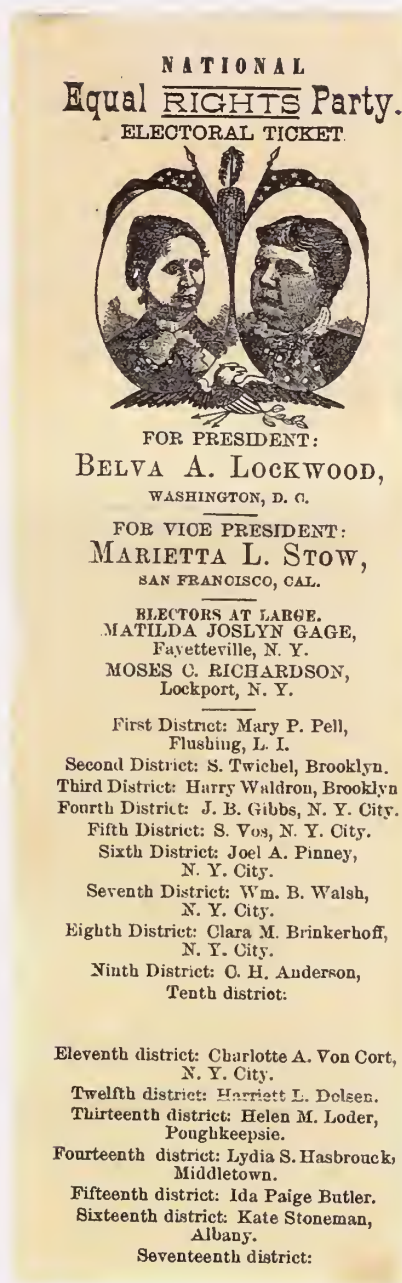 NATIONAL
Equal RIGHTS Party.
ELECTORAL TICKET.
FOR PRESIDENT:
BELVA A. LOCKWOOD,
WASHINGTON, D. C.
FOR VICE PRESIDENT:
MARIETTA L. STOW,
SAN FRANCISCO, CAL.
ELECTORS AT LARGE.
MATILDA JOSLYN GAGE,
Fayetteville, N. Y.
MOSES C. RICHARDSON,
Lockport, N. Y.
First District: Mary P. Pell,
Flushing, L. I.
Second District: S. Twichel, Brooklyn.
Third District: Harry Waldron, Brooklyn
Fourth District: J. B. Gibbs, N. Y. City.
Fifth District: S. Vos, N. Y. City.
Sixth District: Joel A. Pinney,
N. Y. City.
Seventh District: Wm. B. Walsh,
N. Y. City.
Eighth District: Clara M. Brinkerhoff,
N. Y. City.
Ninth District: C. H. Anderson,
Tenth district:
Eleventh district: Charlotte A. Von Cort,
N. Y. City.
Twelfth district: Harriett L. Dolsen.
Thirteenth district: Helen M. Loder,
Poughkeepsie.
Fourteenth district: Lydia S. Hasbrouck,
Middletown.
Fifteenth district: Ida Paige Butler.
Sixteenth district: Kate Stoneman,
Albany.
Seventeenth district: